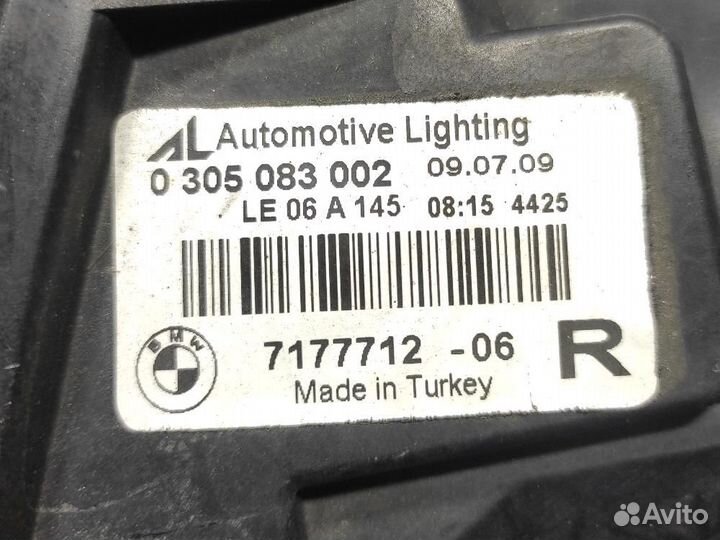 AL Automotive Lighting
0 305 083 002 09.07.09
LE 06 A 145 08:15 4425
BMW
7177712 -06 R
Made in Turkey
Avito